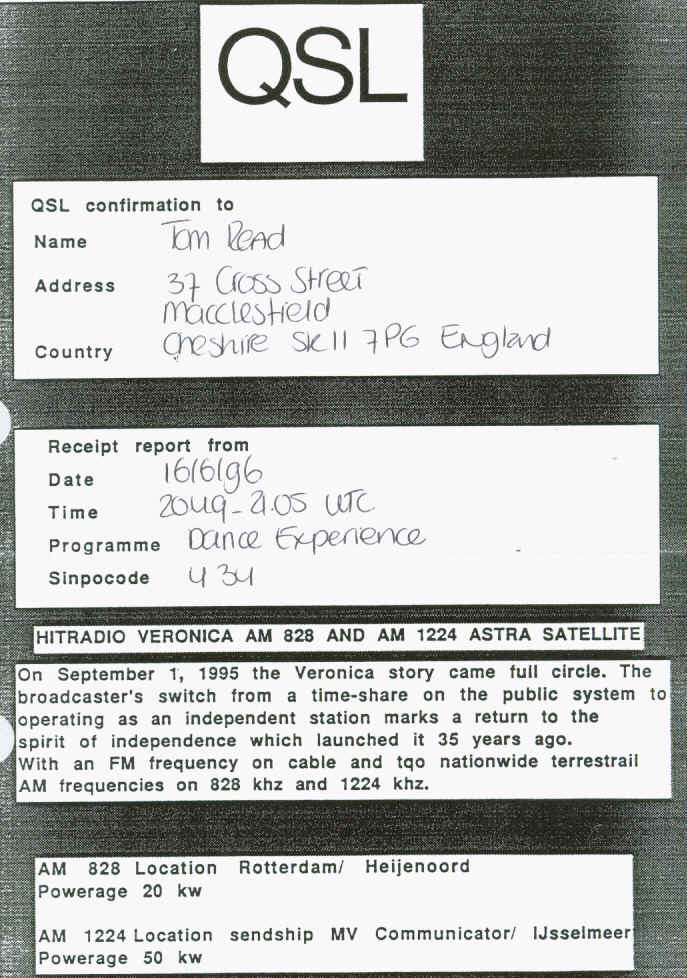 QSL
QSL confirmation to
Name Tom Read
Address 37 Cross Street
Macclesfield
Country Cheshire SK11 7PG England
Receipt report from
Date 16/6/96
Time 2049-21.05 UTC
Programme Dance Experience
Sinpocode 434
HITRADIO VERONICA AM 828 AND AM 1224 ASTRA SATELLITE
On September 1, 1995 the Veronica story came full circle. The
broadcaster's switch from a time-share on the public system to
operating as an independent station marks a return to the
spirit of independence which launched it 35 years ago.
With an FM frequency on cable and tqo nationwide terrestrail
AM frequencies on 828 khz and 1224 khz.
AM 828 Location Rotterdam/ Heijenoord
Powerage 20 kw
AM 1224 Location sendship MV Communicator/ IJsselmeer
Powerage 50 kw